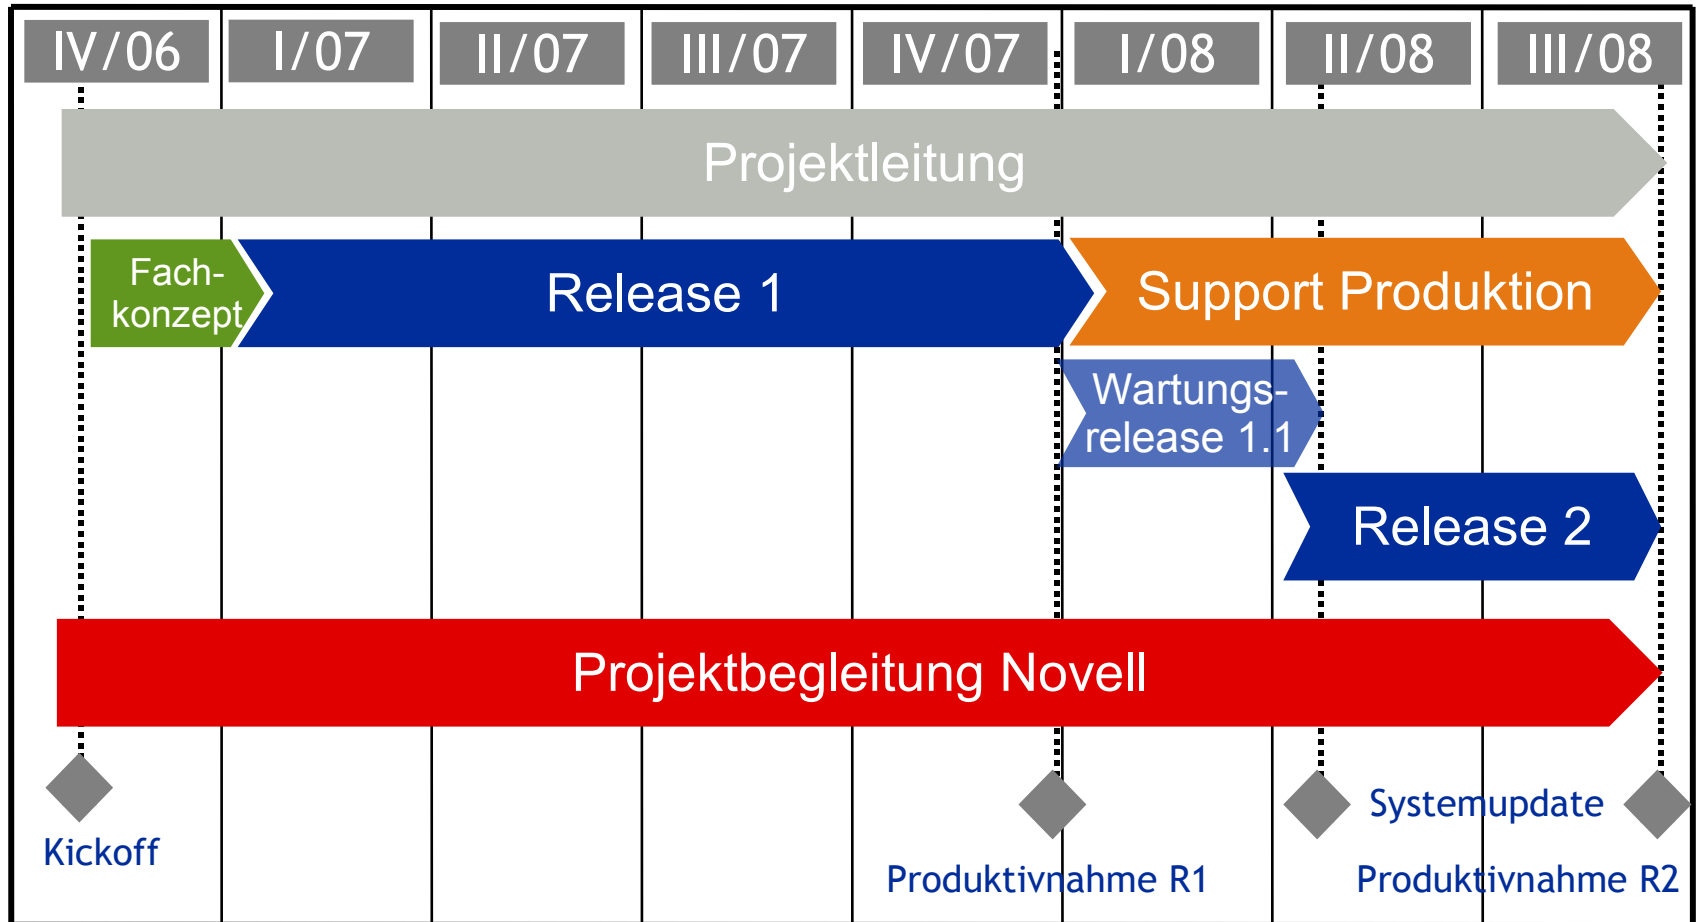 IV/06 I/07 II/07 III/07 IV/07 I/08 II/08 III/08
Projektleitung
Fach-
konzept
Release 1
Support Produktion
Wartungs-
release 1.1
Release 2
Projektbegleitung Novell
Systemupdate
Kickoff
Produktivnahme R1
Produktivnahme R2